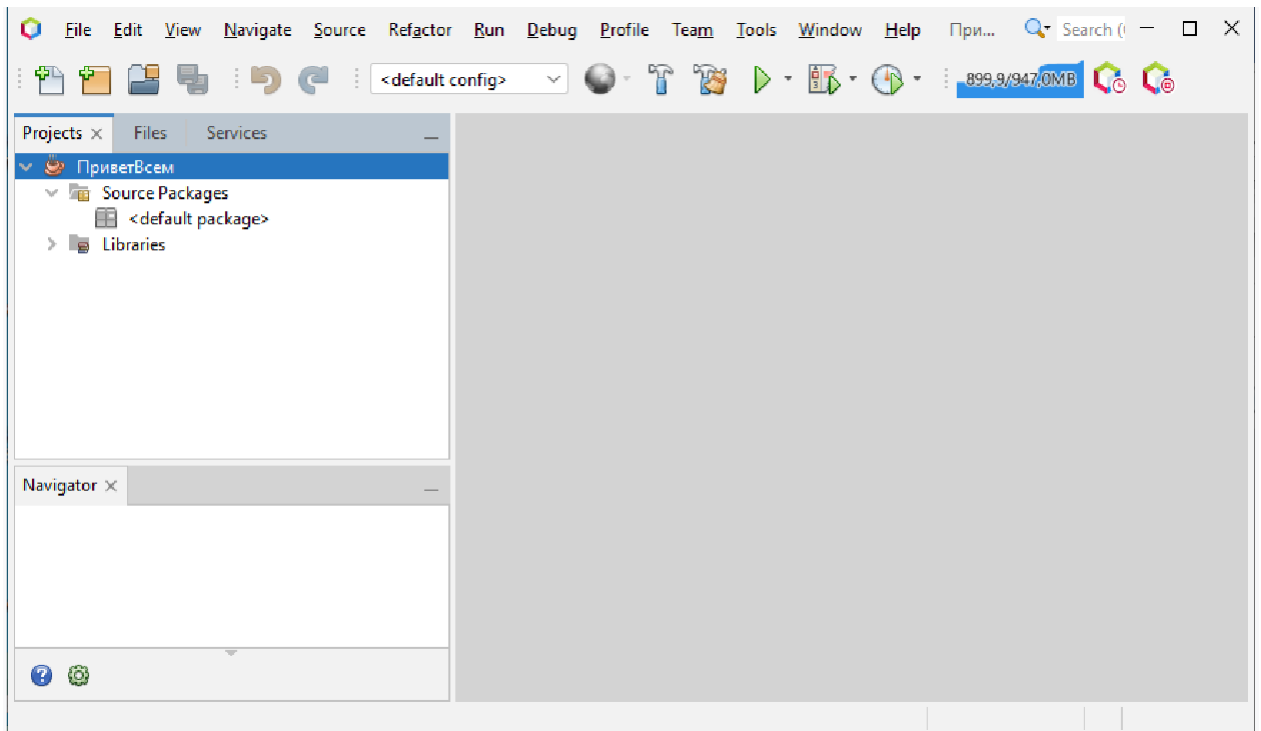 File Edit View Navigate Source Refactor Run Debug Profile Team Tools Window Help При... Search (
<default config> 899,9/947,0MB
Projects Files Services
ПриветВсем
Source Packages
<default package>
Libraries
Navigator